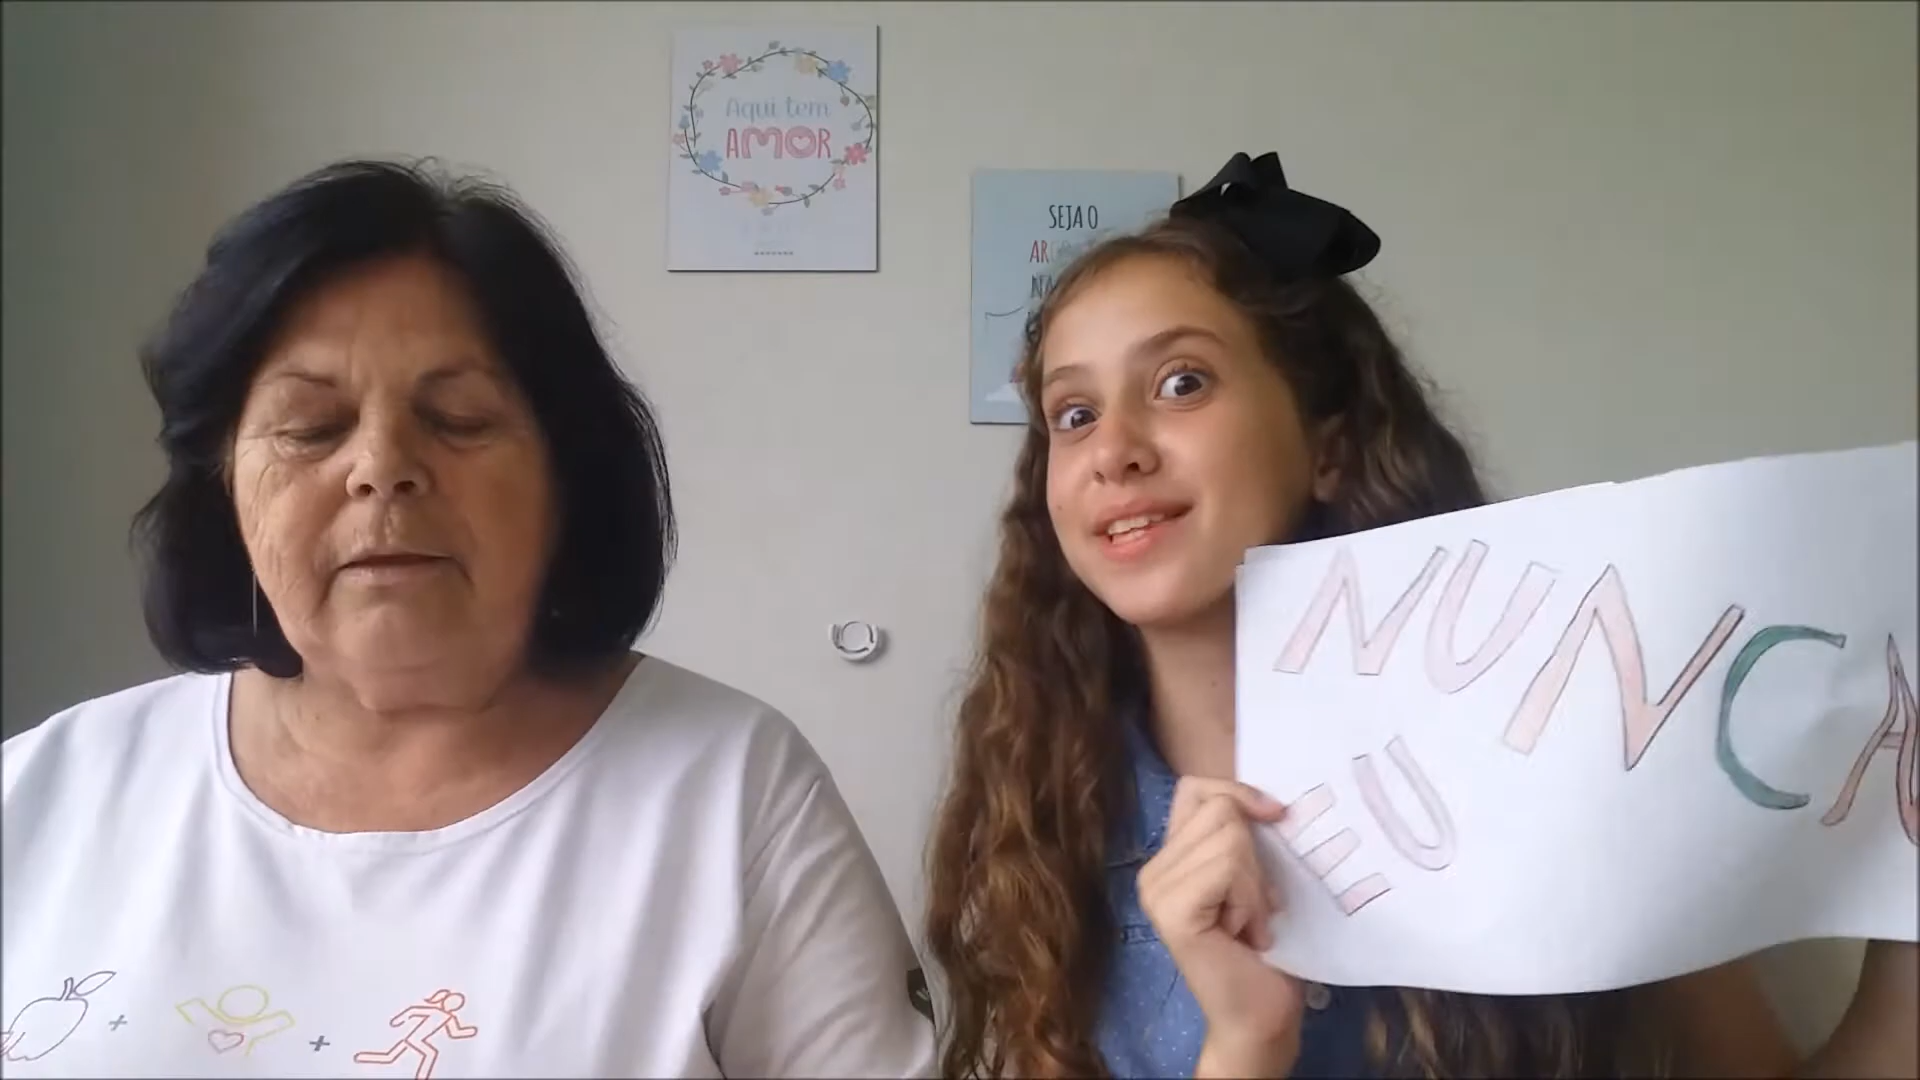 Aqui tem
AMOR
SEJA O
NUNCA
EU
+ +